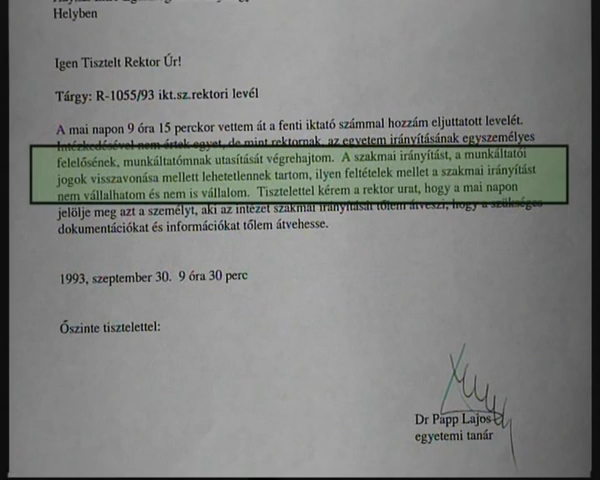 Helyben
Igen Tisztelt Rektor Úr!
Tárgy: R-1055/93 ikt.sz.rektori levél
A mai napon 9 óra 15 perckor vettem át a fenti iktató számmal hozzám eljuttatott levelét.
Intézkedésével nem értek egyet, de mint rektornak, az egyetem irányításának egyszemélyes
felelősének, munkáltatómnak utasítását végrehajtom. A szakmai irányítást, a munkáltatói
jogok visszavonása mellett lehetetlennek tartom, ilyen feltételek mellet a szakmai irányítást
nem vállalhatom és nem is vállalom. Tisztelettel kérem a rektor urat, hogy a mai napon
jelölje meg azt a személyt, aki az intézet szakmai irányítását tőlem átveszi, hogy a szükséges
dokumentációkat és információkat tőlem átvehesse.
1993, szeptember 30. 9 óra 30 perc
Őszinte tisztelettel:
Dr Papp Lajos
egyetemi tanár